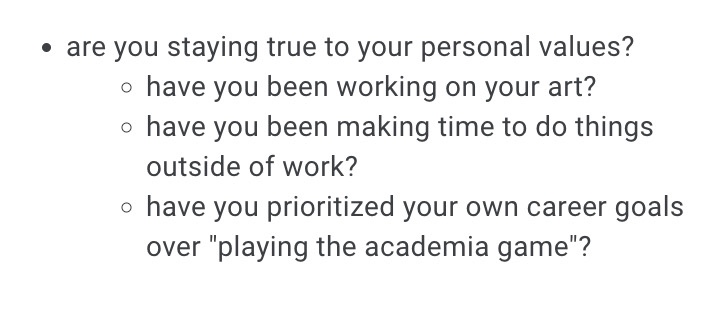 are you staying true to your personal values?
have you been working on your art?
have you been making time to do things
outside of work?
have you prioritized your own career goals
over "playing the academia game"?